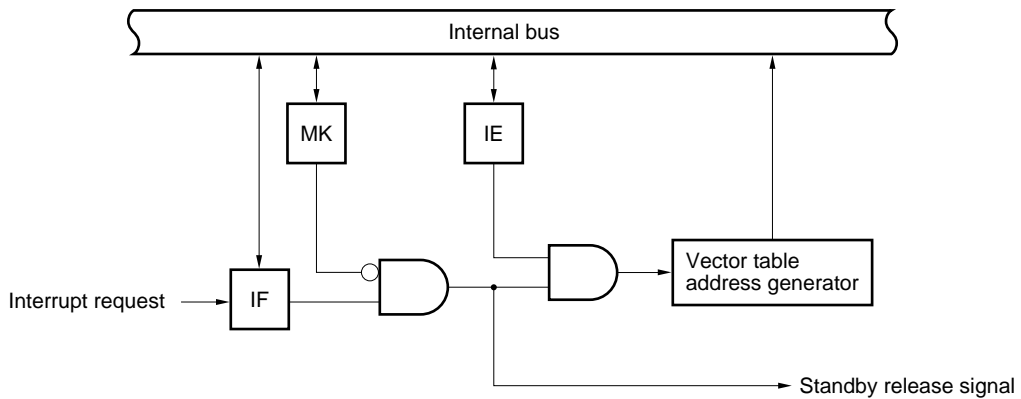 Internal bus
MK
IE
Interrupt request
IF
Vector table
address generator
Standby release signal